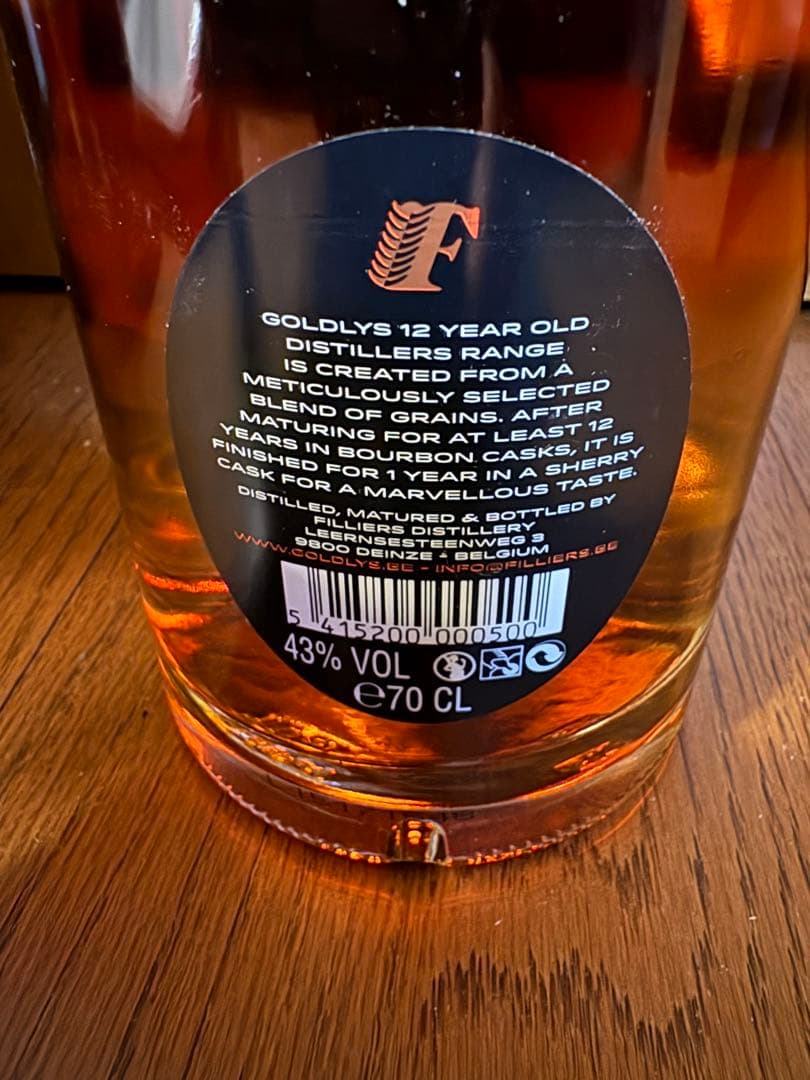 F
GOLDLYS 12 YEAR OLD
DISTILLERS RANGE
IS CREATED FROM A
METICULOUSLY SELECTED
BLEND OF GRAINS. AFTER
MATURING FOR AT LEAST 12
YEARS IN BOURBON CASKS, IT IS
FINISHED FOR 1 YEAR IN A SHERRY
CASK FOR A MARVELLOUS TASTE.
DISTILLED, MATURED & BOTTLED BY
FILLIERS DISTILLERY
LEERNSESTEENWEG 3
9800 DEINZE - BELGIUM
WWW.GOLDLYS.BE - INFO@FILLIERS.BE
5 415200 000500
43% VOL
℮70 CL